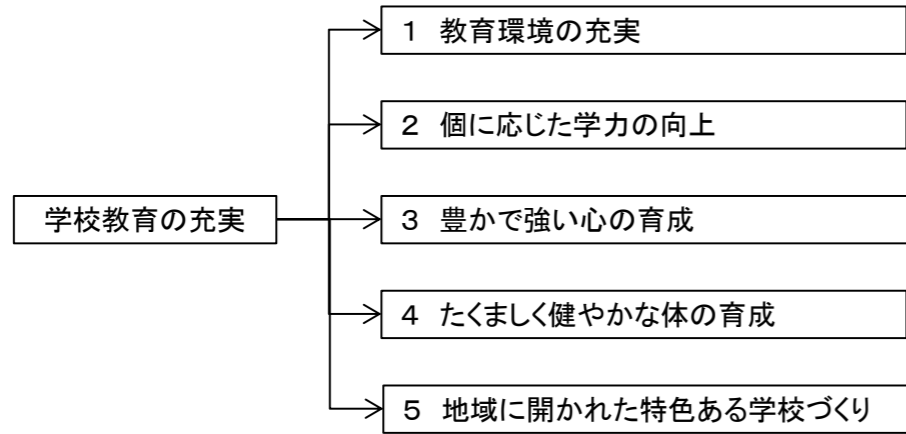 学校教育の充実
1 教育環境の充実
2 個に応じた学力の向上
3 豊かで強い心の育成
4 たくましく健やかな体の育成
5 地域に開かれた特色ある学校づくり